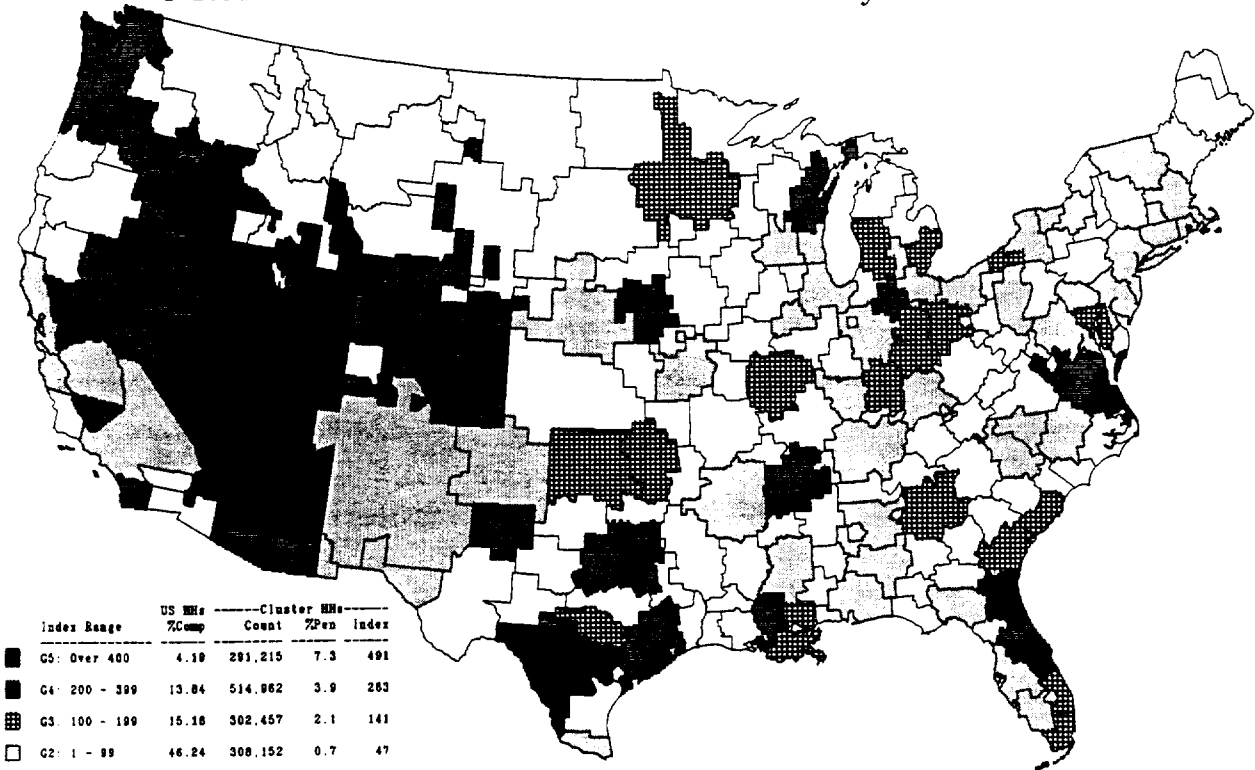 US HHs ------Cluster HHs------
Index Range %Comp Count %Pen Index
G5: Over 400 4.19 291,215 7.3 491
G4: 200 - 399 13.84 514,962 3.9 263
G3: 100 - 199 15.18 302,457 2.1 141
G2: 1 - 99 46.24 308,152 0.7 47